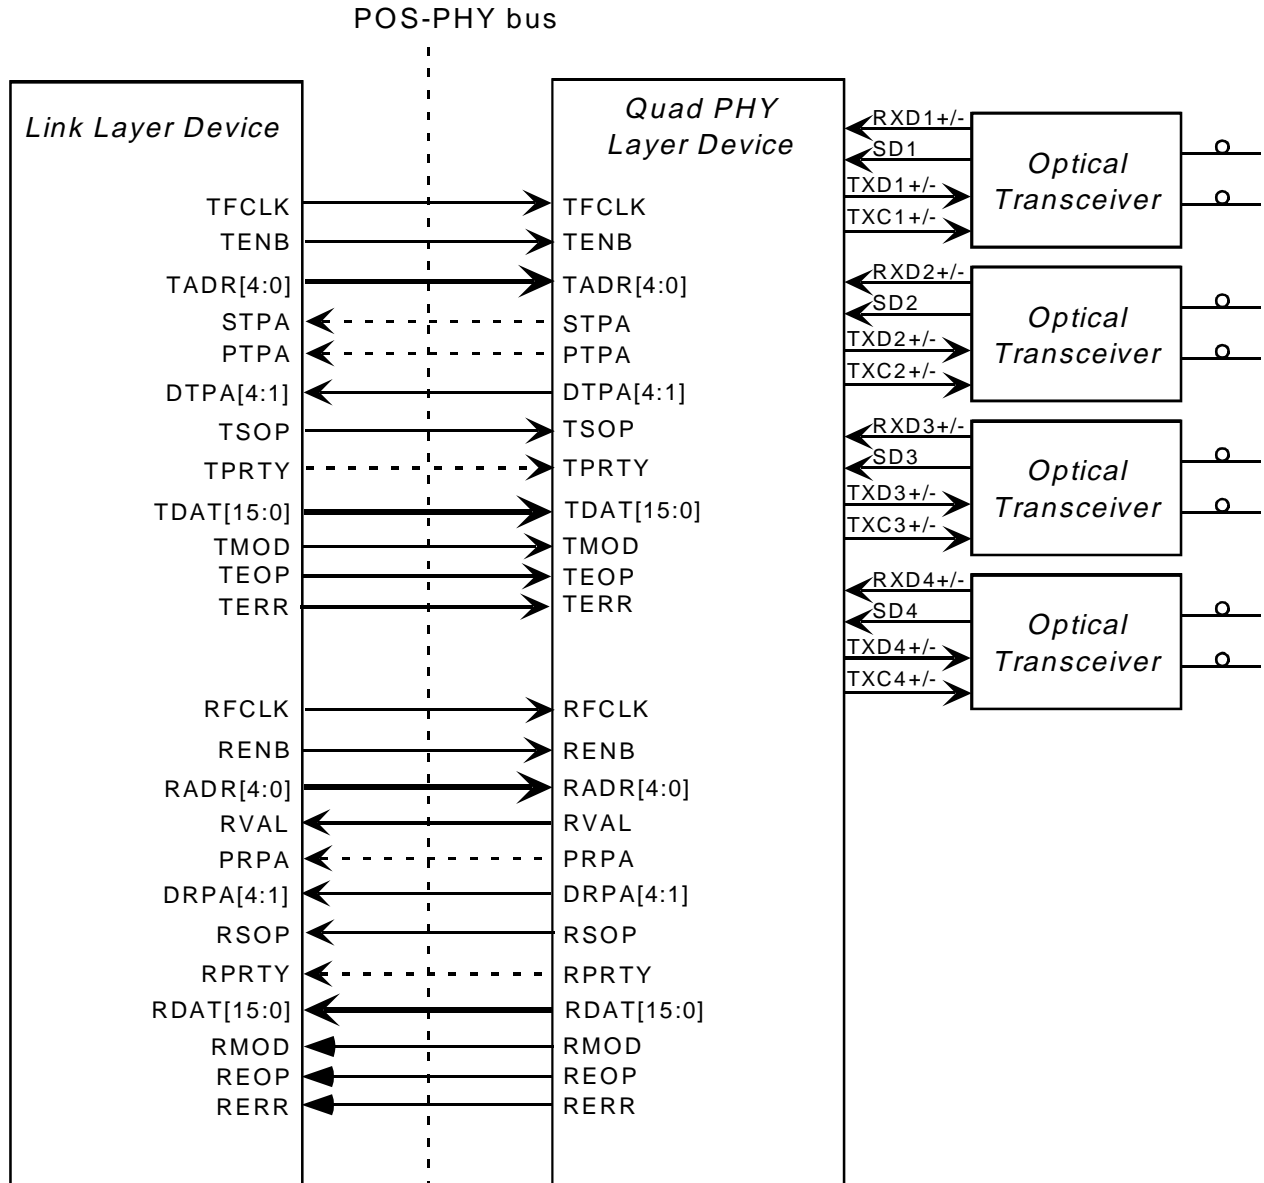 POS-PHY bus
Link Layer Device
TFCLK
TENB
TADR[4:0]
STPA
PTPA
DTPA[4:1]
TSOP
TPRTY
TDAT[15:0]
TMOD
TEOP
TERR
RFCLK
RENB
RADR[4:0]
RVAL
PRPA
DRPA[4:1]
RSOP
RPRTY
RDAT[15:0]
RMOD
REOP
RERR
Quad PHY
Layer Device
TFCLK
TENB
TADR[4:0]
STPA
PTPA
DTPA[4:1]
TSOP
TPRTY
TDAT[15:0]
TMOD
TEOP
TERR
RFCLK
RENB
RADR[4:0]
RVAL
PRPA
DRPA[4:1]
RSOP
RPRTY
RDAT[15:0]
RMOD
REOP
RERR
RXD1+/-
SD1
TXD1+/-
TXC1+/-
Optical
Transceiver
RXD2+/-
SD2
TXD2+/-
TXC2+/-
Optical
Transceiver
RXD3+/-
SD3
TXD3+/-
TXC3+/-
Optical
Transceiver
RXD4+/-
SD4
TXD4+/-
TXC4+/-
Optical
Transceiver